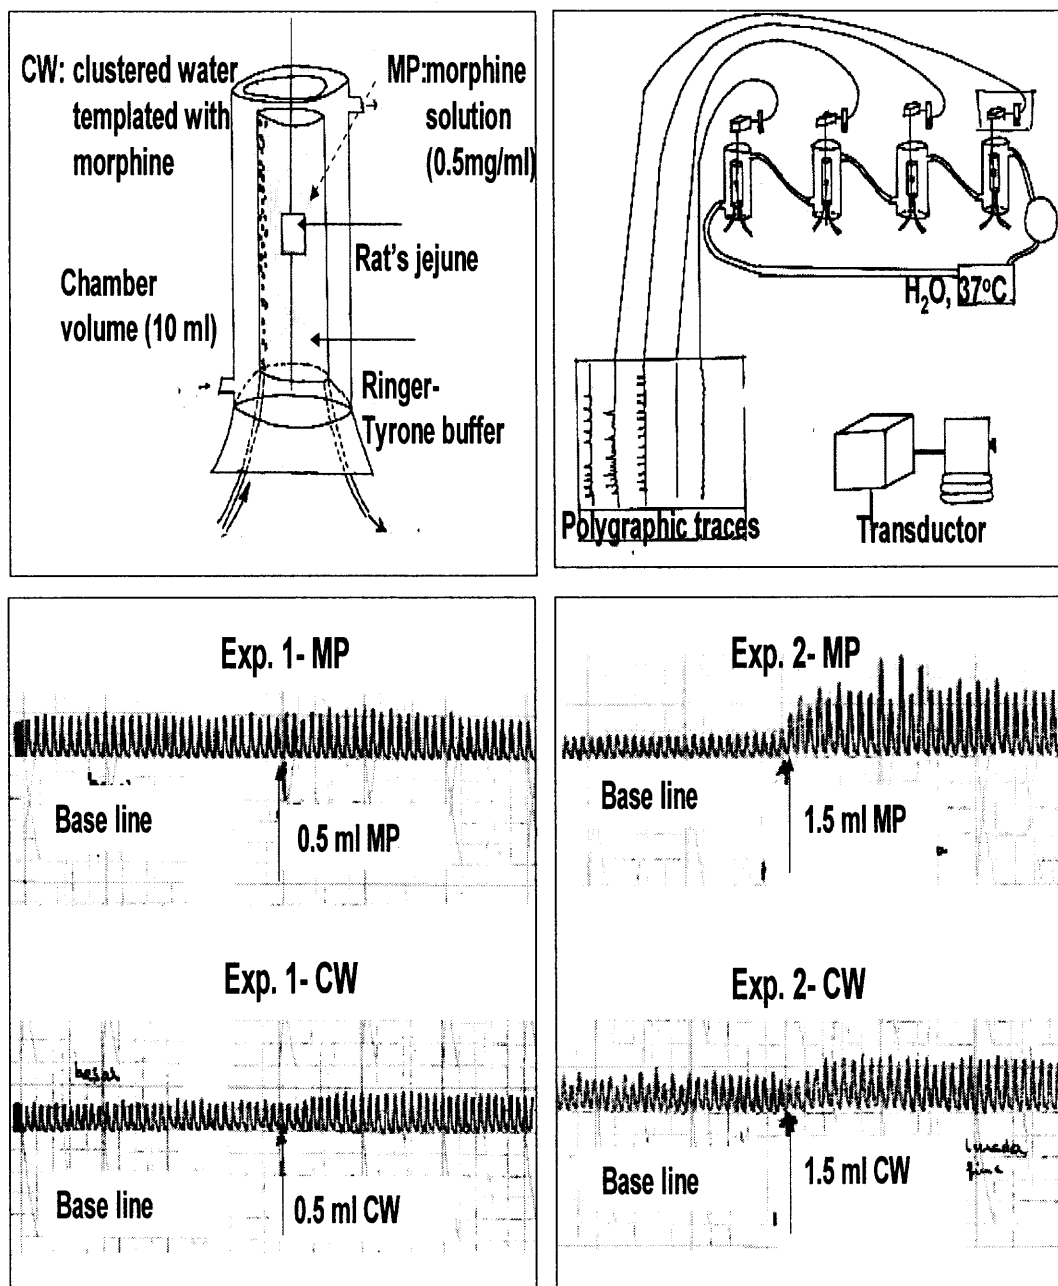 CW: clustered water
templated with
morphine
MP:morphine
solution
(0.5mg/ml)
Rat's jejune
Chamber
volume (10 ml)
Ringer-
Tyrone buffer
H2O, 37oC
Polygraphic traces
Transductor
Exp. 1- MP
Base line
0.5 ml MP
Exp. 1- CW
Base line
0.5 ml CW
Exp. 2- MP
Base line
1.5 ml MP
Exp. 2- CW
Base line
1.5 ml CW